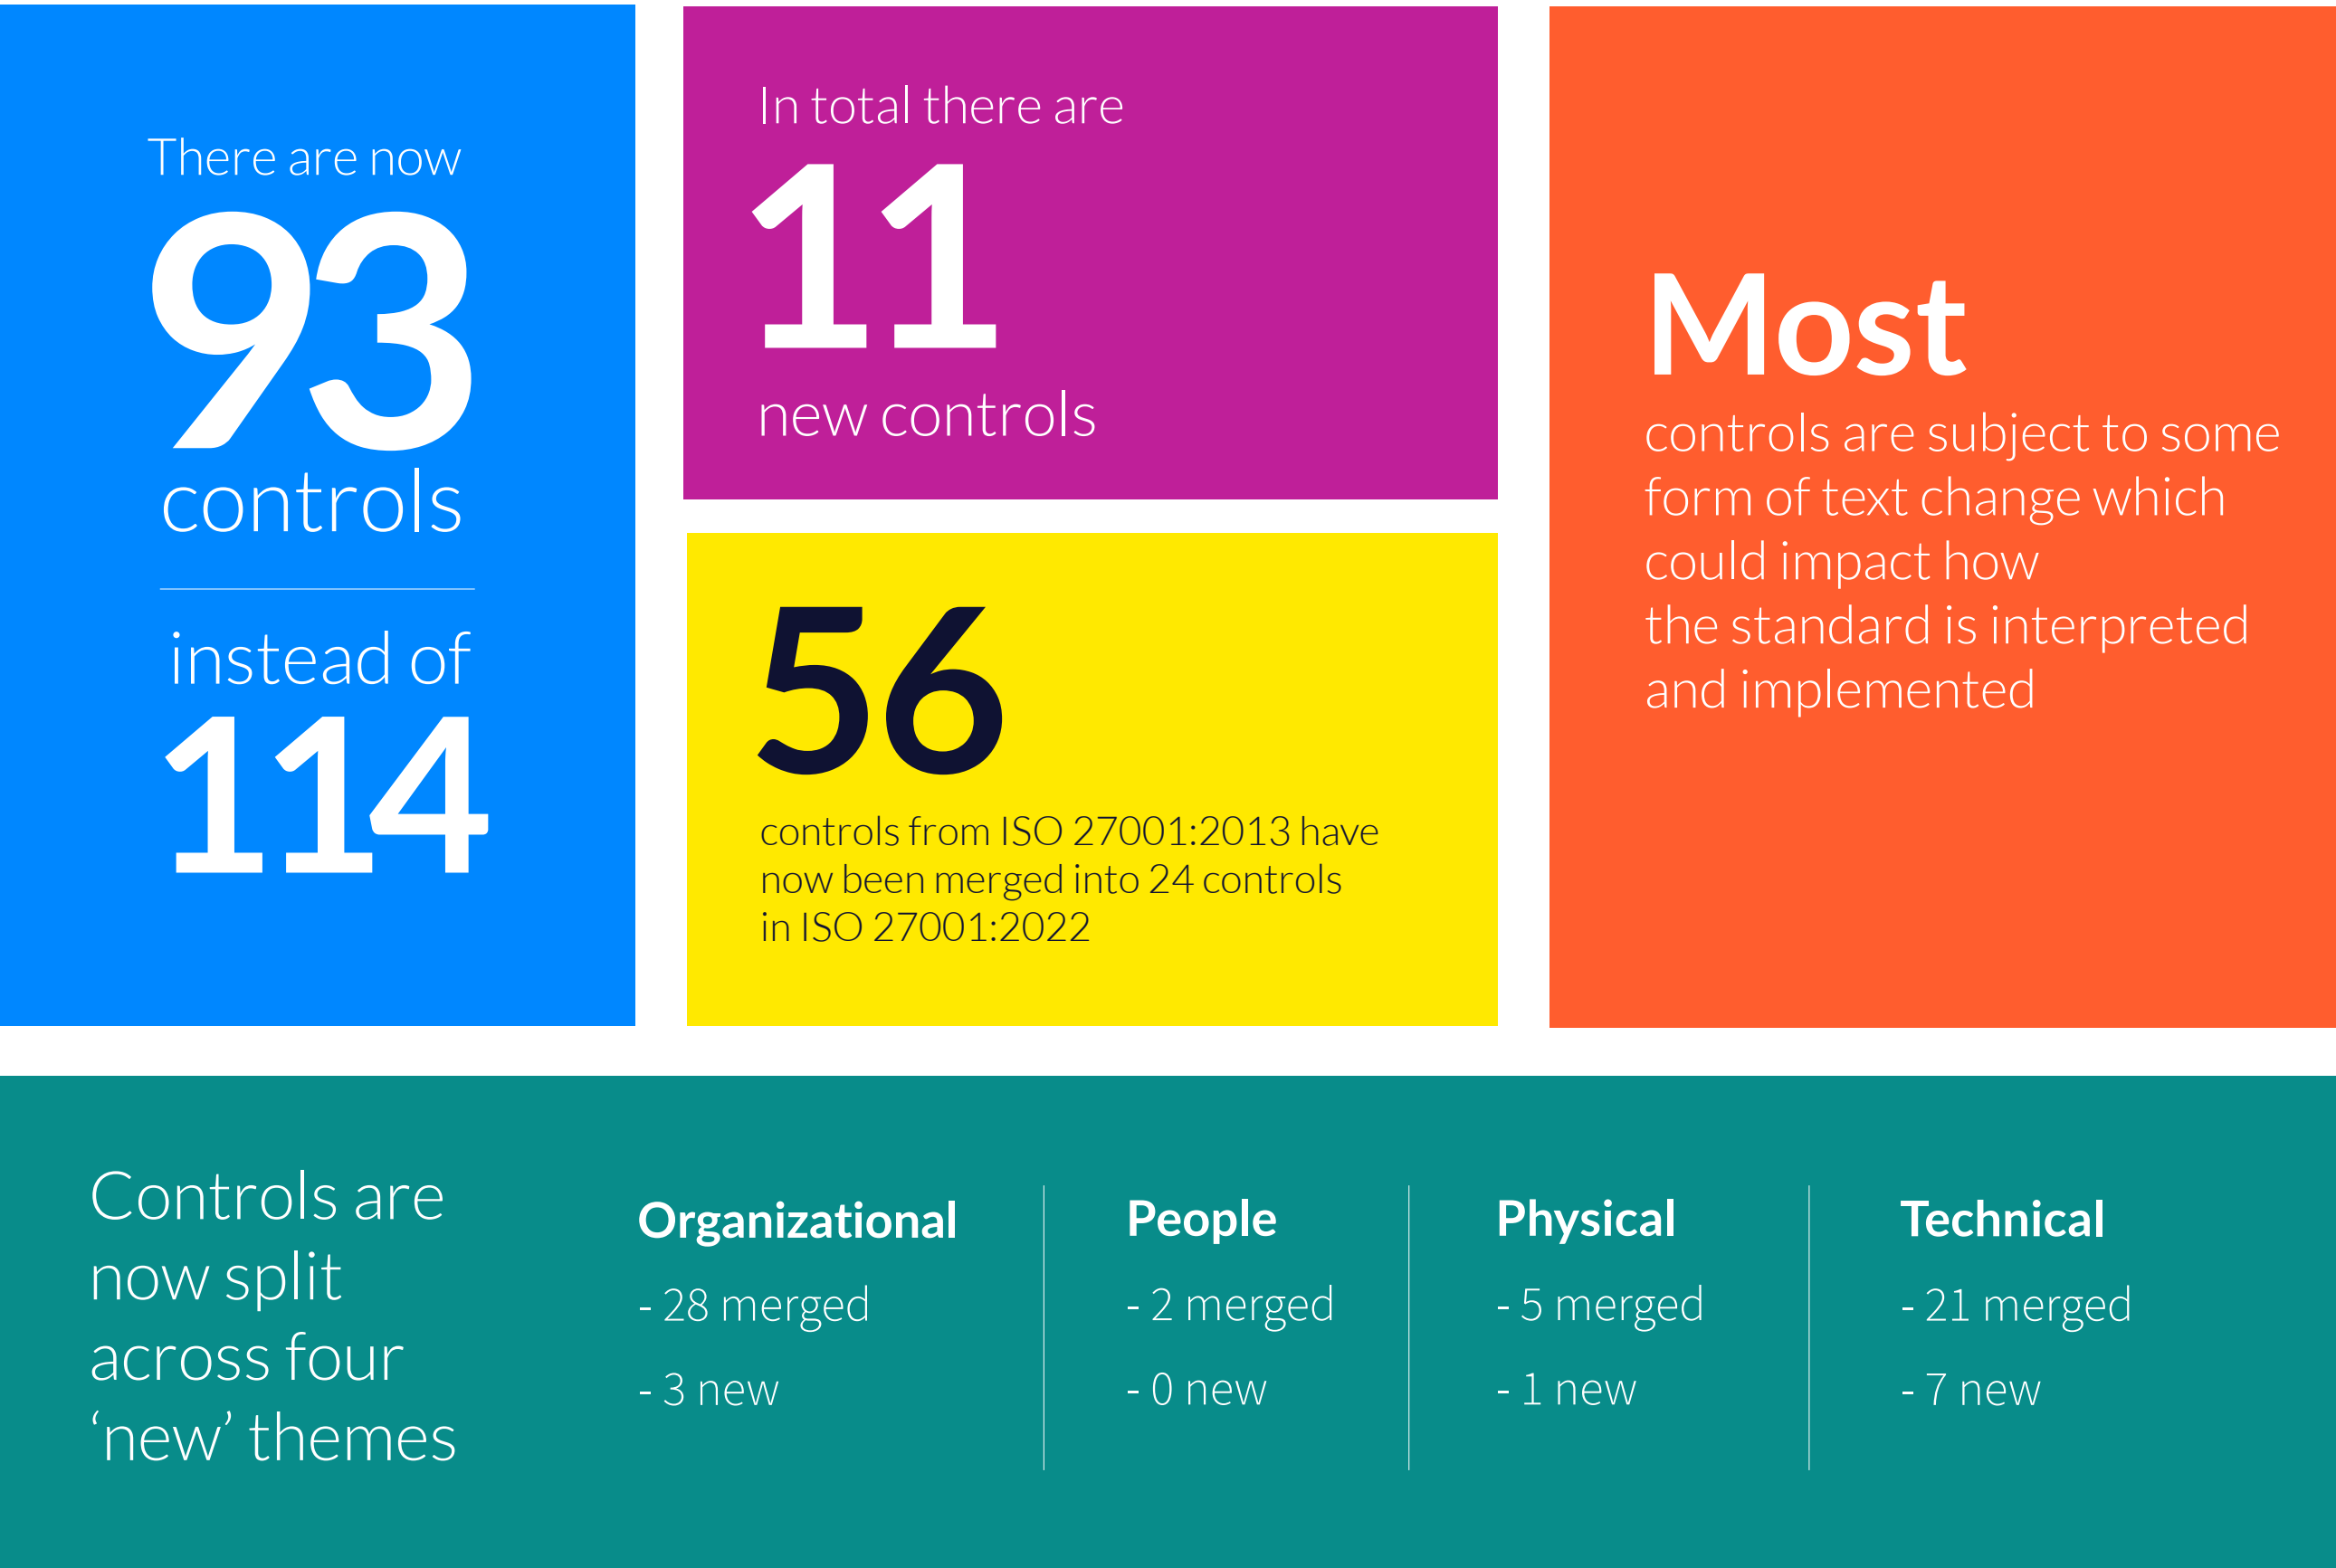 There are now
93
controls
instead of
114
In total there are
11
new controls
56
controls from ISO 27001:2013 have
now been merged into 24 controls
in ISO 27001:2022
Most
controls are subject to some
form of text change which
could impact how
the standard is interpreted
and implemented
Controls are
now split
across four
‘new’ themes
Organizational
- 28 merged
- 3 new
People
- 2 merged
- 0 new
Physical
- 5 merged
- 1 new
Technical
- 21 merged
- 7 new